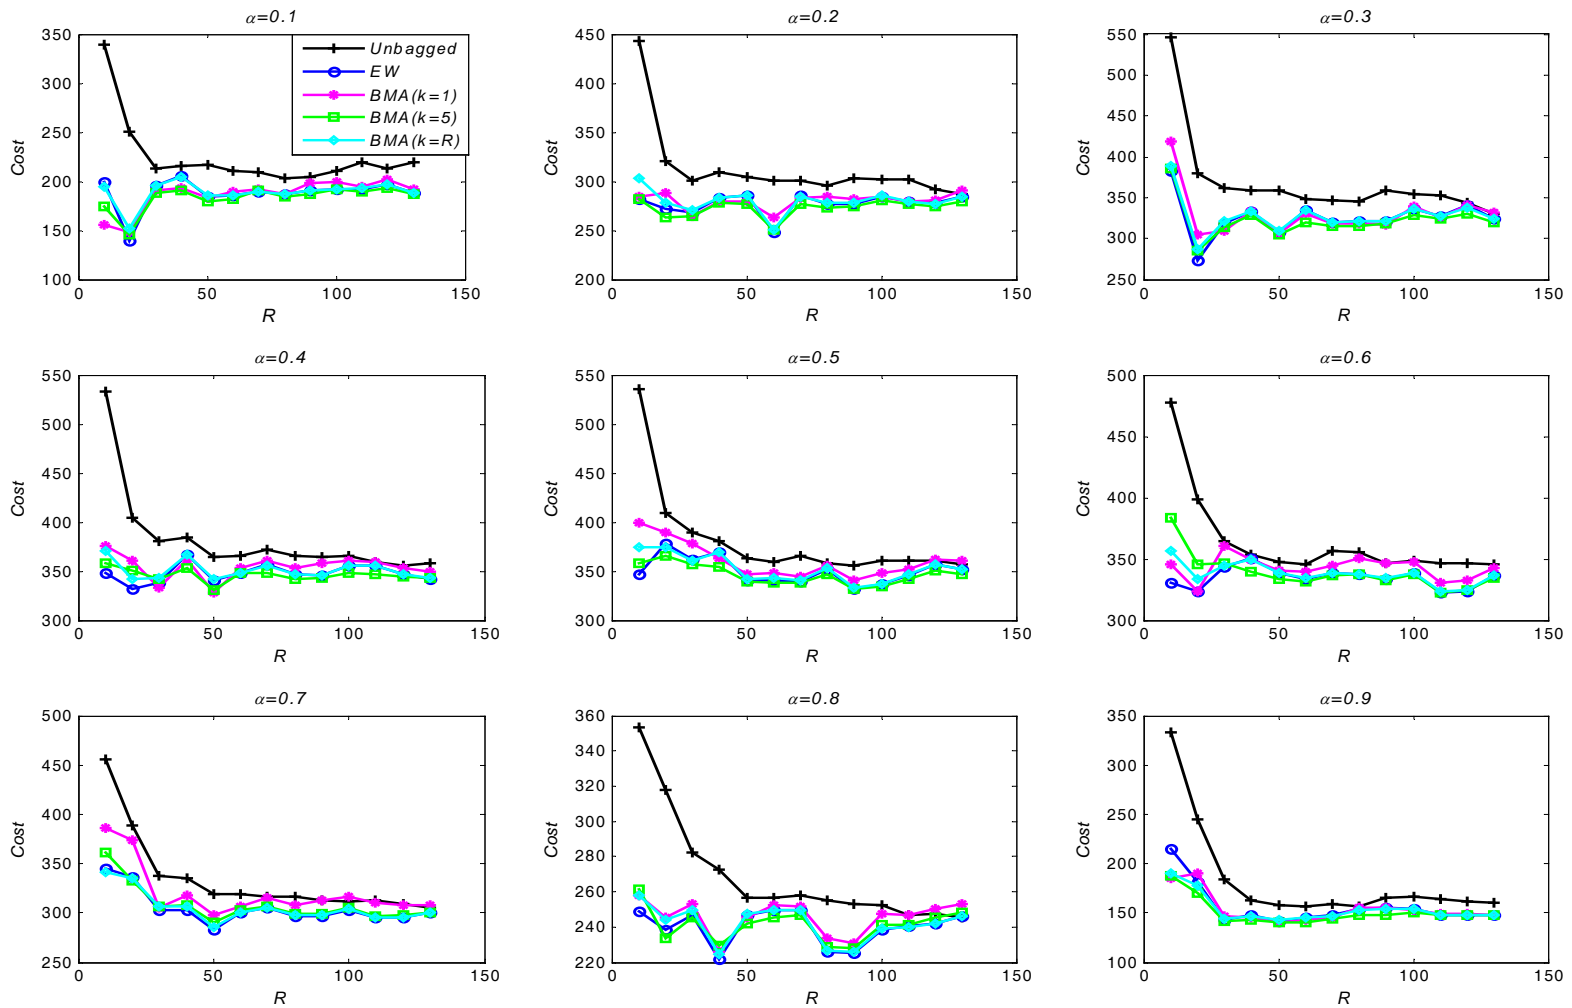 α=0.1
350
300
250
200
150
100
0
50
100
150
Cost
R
Unbagged
EW
BMA(k=1)
BMA(k=5)
BMA(k=R)
α=0.2
450
400
350
300
250
200
0
50
100
150
Cost
R
α=0.3
550
500
450
400
350
300
250
0
50
100
150
Cost
R
α=0.4
550
500
450
400
350
300
0
50
100
150
Cost
R
α=0.5
550
500
450
400
350
300
0
50
100
150
Cost
R
α=0.6
500
450
400
350
300
0
50
100
150
Cost
R
α=0.7
500
450
400
350
300
250
0
50
100
150
Cost
R
α=0.8
360
340
320
300
280
260
240
220
0
50
100
150
Cost
R
α=0.9
350
300
250
200
150
100
0
50
100
150
Cost
R